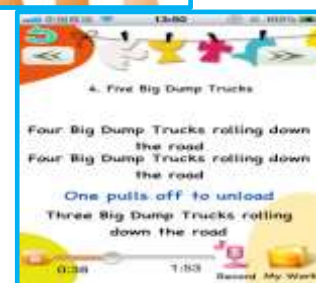 13:50
4. Five Big Dump Trucks
Four Big Dump Trucks rolling down
the road
Four Big Dump Trucks rolling down
the road
One pulls off to unload
Three Big Dump Trucks rolling
down the road
0:38
1:53
Record
My Work